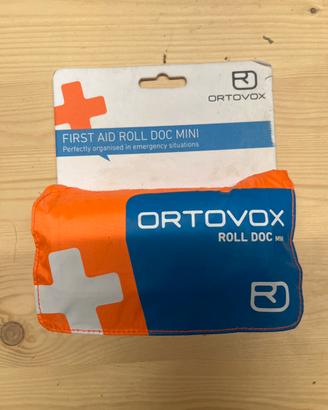 ORTOVOX
FIRST AID ROLL DOC MINI
Perfectly organised in emergency situations
ORTOVOX
ROLL DOC MINI